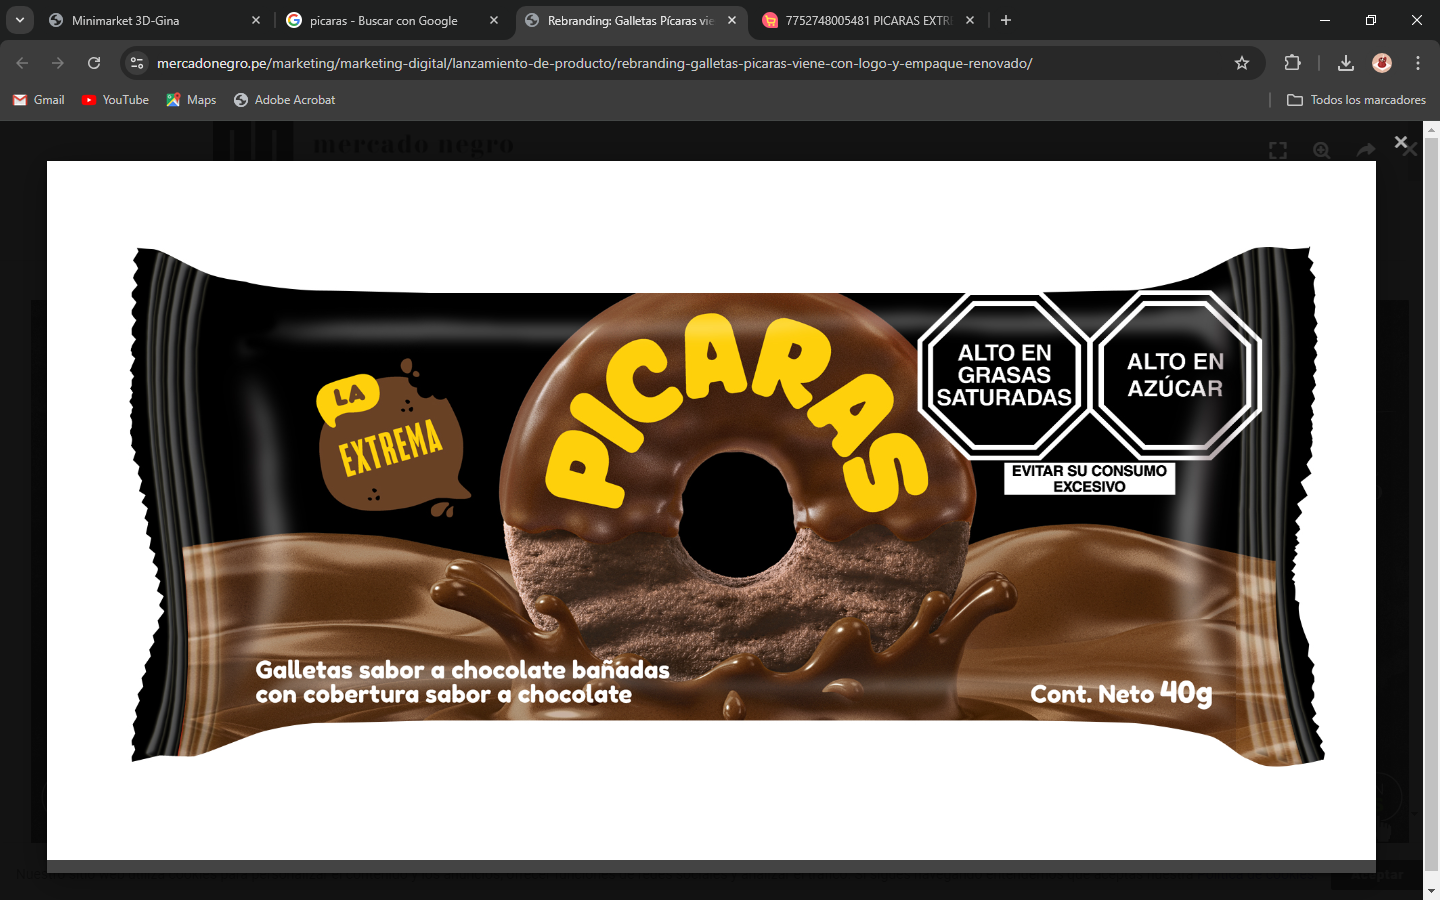 Minimarket 3D-Gina
picaras - Buscar con Google
Rebranding: Galletas Pícaras vie
7752748005481 PICARAS EXTRE
mercadonegro.pe/marketing/marketing-digital/lanzamiento-de-producto/rebranding-galletas-picaras-viene-con-logo-y-empaque-renovado/
Gmail
YouTube
Maps
Adobe Acrobat
Todos los marcadores
mercado negro
LA
EXTREMA
PICARAS
ALTO EN
GRASAS
SATURADAS
ALTO EN
AZÚCAR
EVITAR SU CONSUMO
EXCESIVO
Galletas sabor a chocolate bañadas
con cobertura sabor a chocolate
Cont. Neto 40g
Aceptar